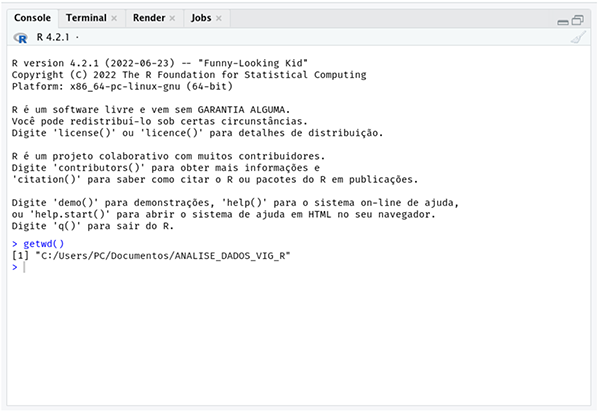 Console Terminal × Render × Jobs ×
R 4.2.1 ·
R version 4.2.1 (2022-06-23) -- "Funny-Looking Kid"
Copyright (C) 2022 The R Foundation for Statistical Computing
Platform: x86_64-pc-linux-gnu (64-bit)
R é um software livre e vem sem GARANTIA ALGUMA.
Você pode redistribuí-lo sob certas circunstâncias.
Digite 'license()' ou 'licence()' para detalhes de distribuição.
R é um projeto colaborativo com muitos contribuidores.
Digite 'contributors()' para obter mais informações e
'citation()' para saber como citar o R ou pacotes do R em publicações.
Digite 'demo()' para demonstrações, 'help()' para o sistema on-line de ajuda,
ou 'help.start()' para abrir o sistema de ajuda em HTML no seu navegador.
Digite 'q()' para sair do R.
> getwd()
[1] "C:/Users/PC/Documentos/ANALISE_DADOS_VIG_R"
>